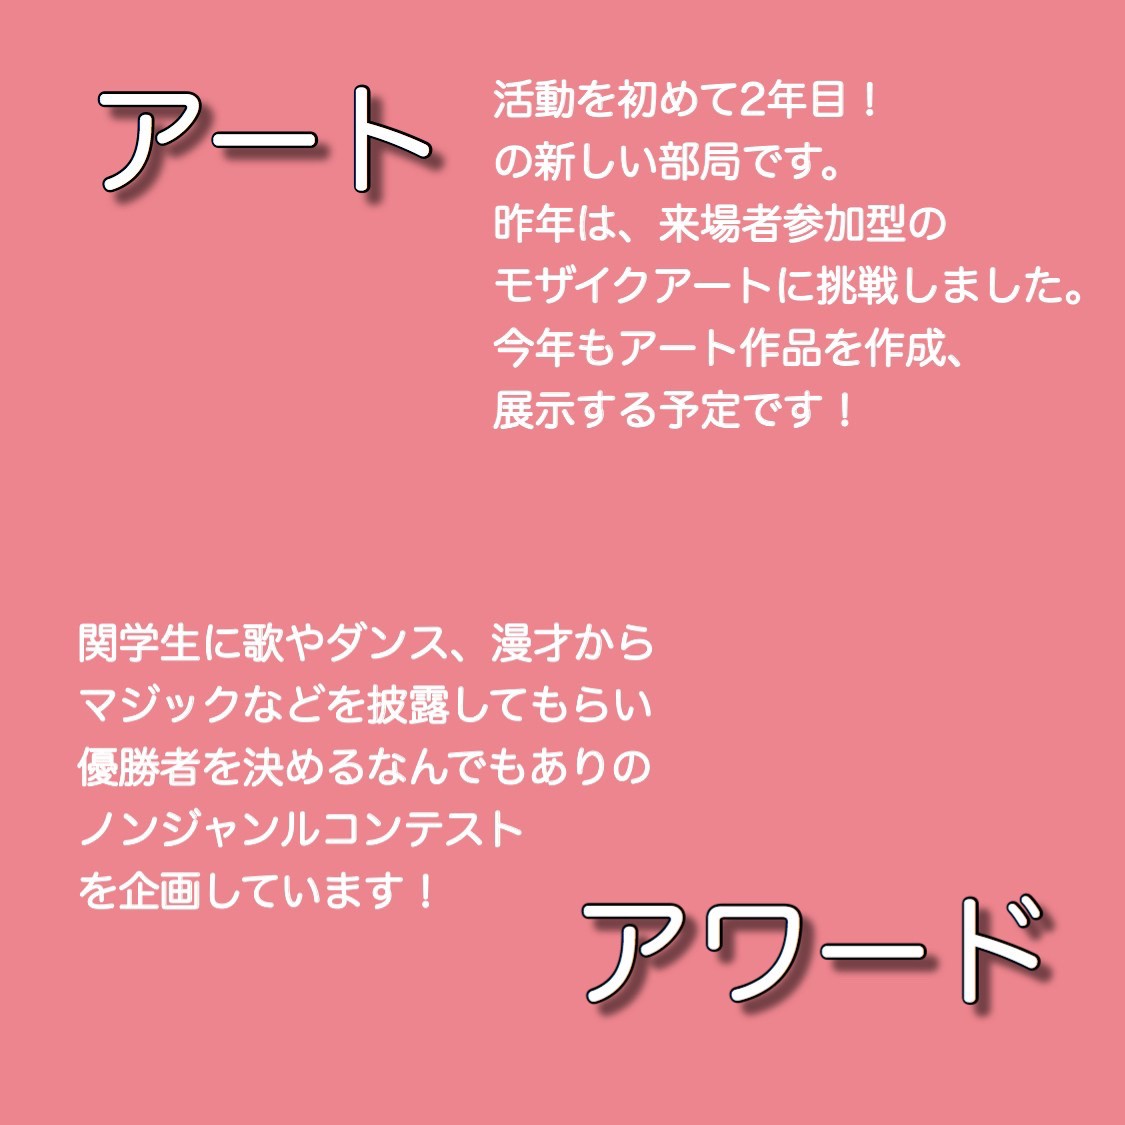 アート
活動を初めて2年目！
の新しい部局です。
昨年は、来場者参加型の
モザイクアートに挑戦しました。
今年もアート作品を作成、
展示する予定です！
関学生に歌やダンス、漫才から
マジックなどを披露してもらい
優勝者を決めるなんでもありの
ノンジャンルコンテスト
を企画しています！
アワード